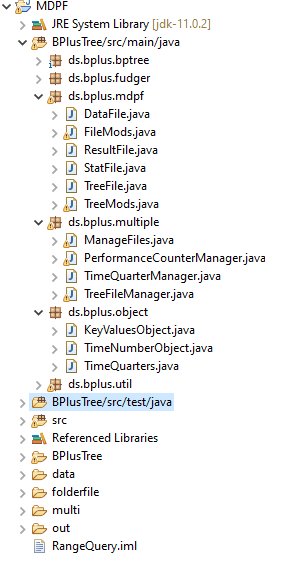 MDPF
JRE System Library [jdk-11.0.2]
BPlusTree/src/main/java
ds.bplus.bptree
ds.bplus.fudger
ds.bplus.mdpf
DataFile.java
FileMods.java
ResultFile.java
StatFile.java
TreeFile.java
TreeMods.java
ds.bplus.multiple
ManageFiles.java
PerformanceCounterManager.java
TimeQuarterManager.java
TreeFileManager.java
ds.bplus.object
KeyValuesObject.java
TimeNumberObject.java
TimeQuarters.java
ds.bplus.util
BPlusTree/src/test/java
src
Referenced Libraries
BPlusTree
data
folderfile
multi
out
RangeQuery.iml